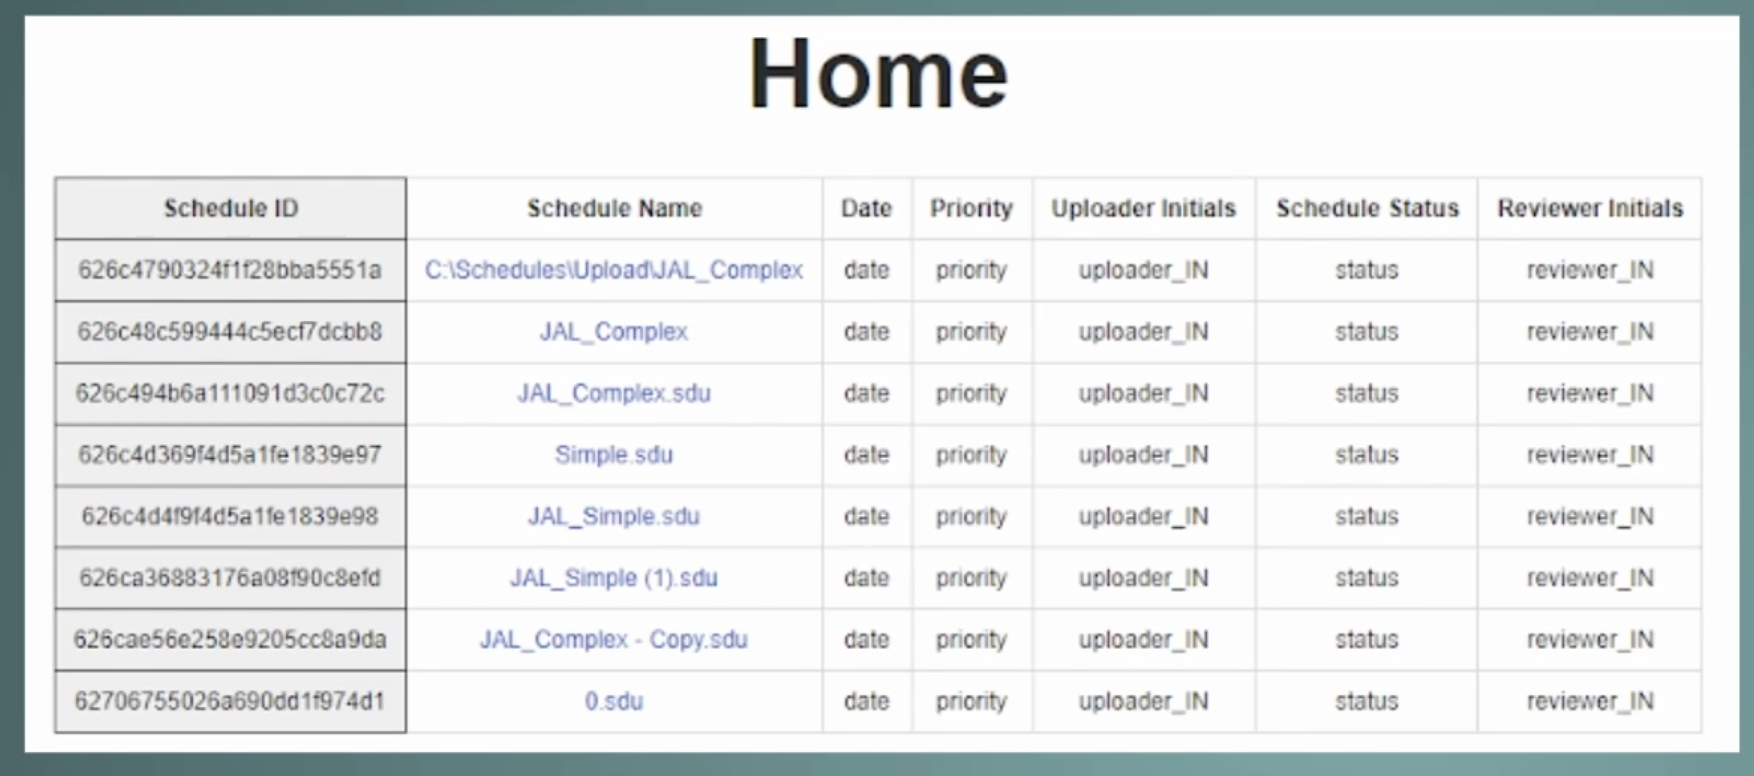 Home
Schedule ID Schedule Name Date Priority Uploader Initials Schedule Status Reviewer Initials
626c4790324f1f28bba5551a C:\Schedules\Upload\JAL_Complex date priority uploader_IN status reviewer_IN
626c48c599444c5ecf7dcbb8 JAL_Complex date priority uploader_IN status reviewer_IN
626c494b6a111091d3c0c72c JAL_Complex.sdu date priority uploader_IN status reviewer_IN
626c4d369f4d5a1fe1839e97 Simple.sdu date priority uploader_IN status reviewer_IN
626c4d4f9f4d5a1fe1839e98 JAL_Simple.sdu date priority uploader_IN status reviewer_IN
626ca36883176a08f90c8efd JAL_Simple (1).sdu date priority uploader_IN status reviewer_IN
626cae56e258e9205cc8a9da JAL_Complex - Copy.sdu date priority uploader_IN status reviewer_IN
62706755026a690dd1f974d1 0.sdu date priority uploader_IN status reviewer_IN